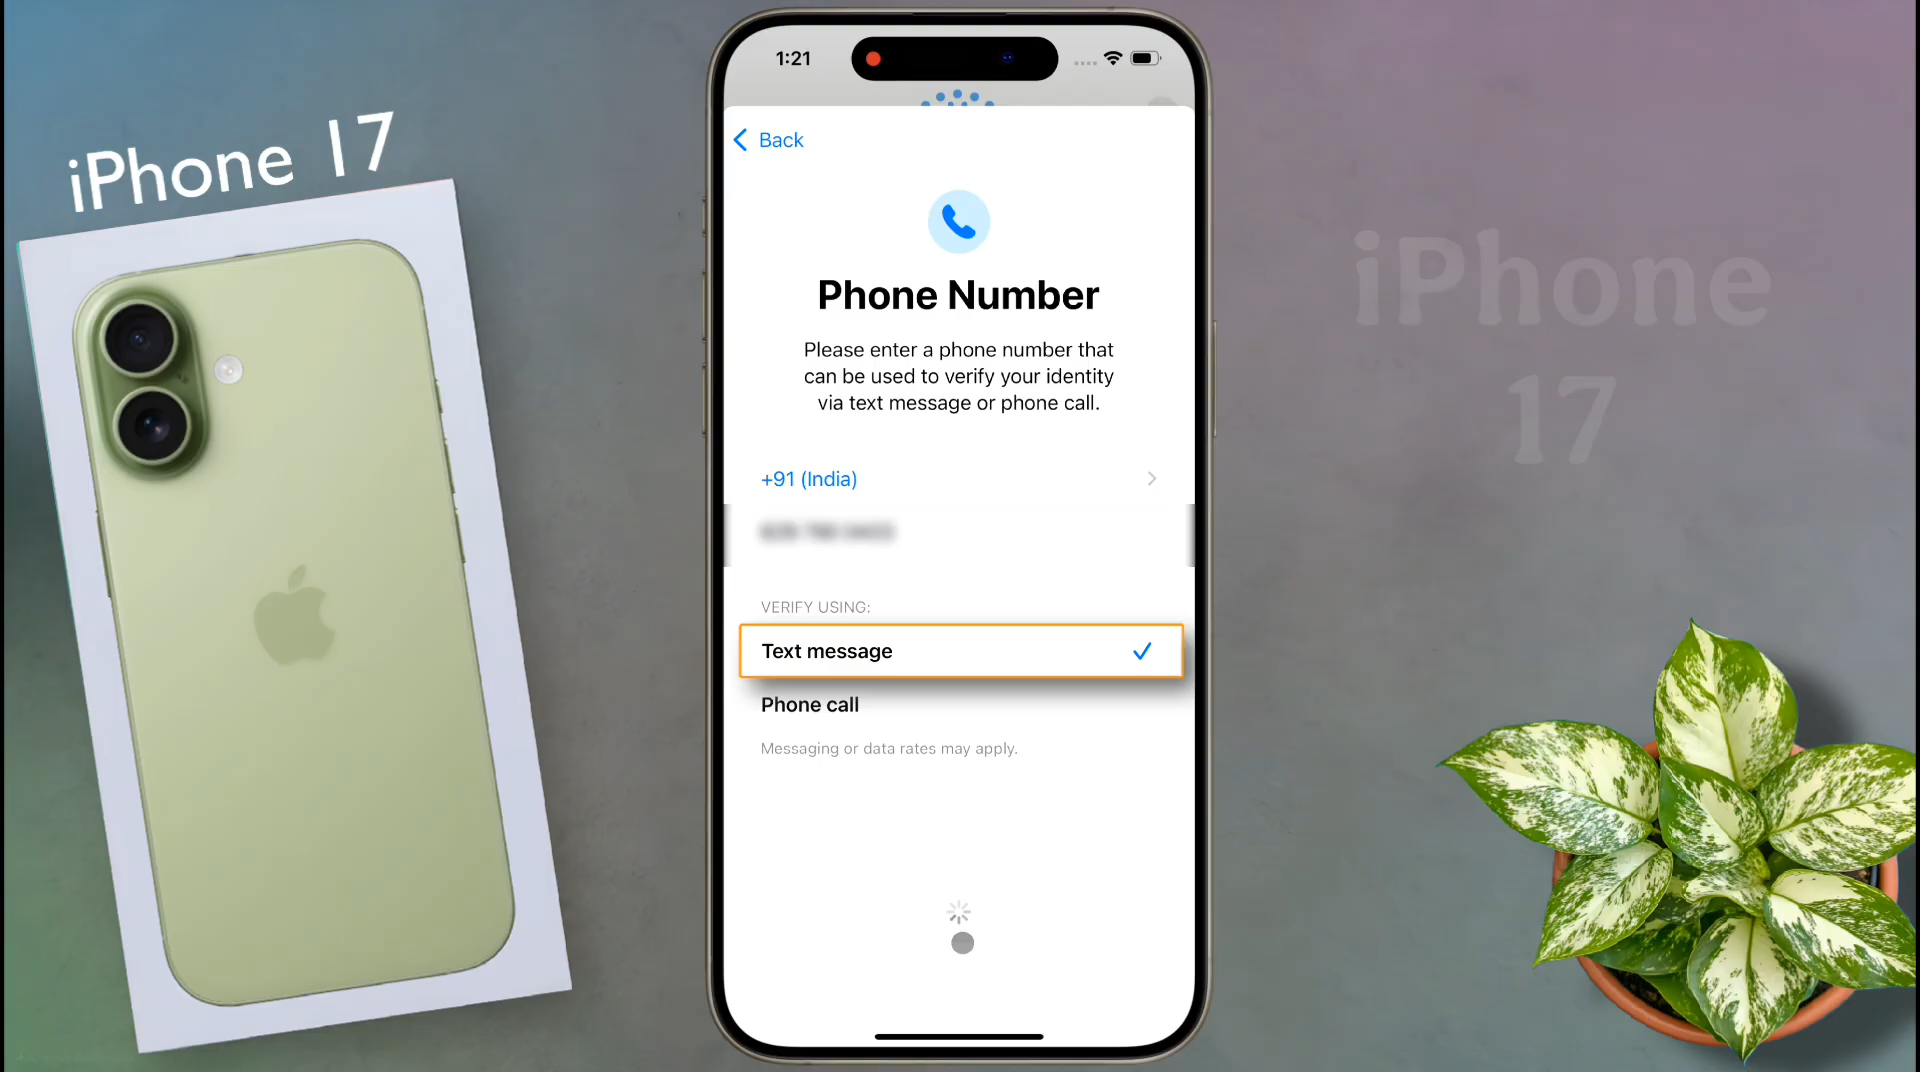 iPhone 17
1:21
Back
Phone Number
Please enter a phone number that
can be used to verify your identity
via text message or phone call.
+91 (India)
VERIFY USING:
Text message
Phone call
Messaging or data rates may apply.
iPhone
17